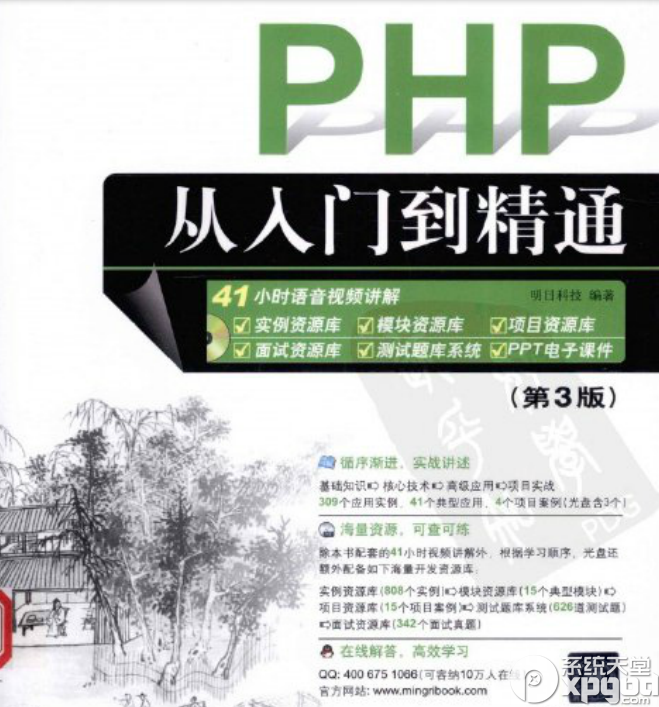 PHP
从入门到精通
41小时语音视频讲解
明日科技 编著
实例资源库 模块资源库 项目资源库
面试资源库 测试题库系统 PPT电子课件
(第3版)
循序渐进,实战讲述
基础知识 核心技术 高级应用 项目实战
309个应用实例、41个典型应用、4个项目案例(光盘含3个)
海量资源,可查可练
除本书配套的41小时视频讲解外,根据学习顺序,光盘还
额外配备如下海量开发资源库:
实例资源库(808个实例) 模块资源库(15个典型模块)
项目资源库(15个项目案例) 测试题库系统(626道测试题)
面试资源库(342个面试真题)
在线解答,高效学习
QQ: 400 675 1066(可容纳10万人在线
官方网站: www.mingribook.com
PDG
系统天堂
xpgod